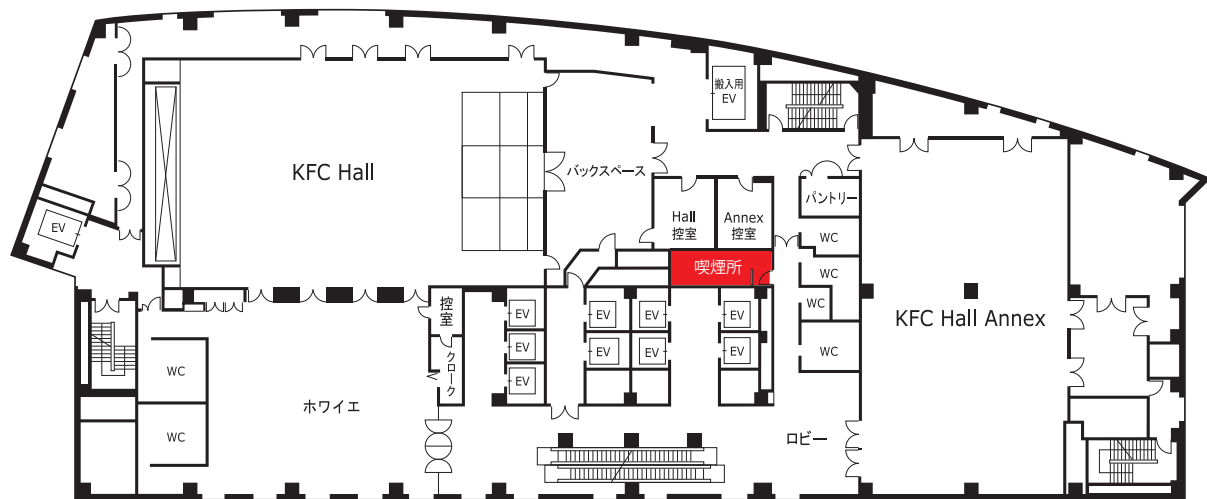 搬入用
EV
KFC Hall
バックスペース
パントリー
Hall
控室
Annex
控室
EV
WC
喫煙所
WC
WC
KFC Hall Annex
控
室
EV
EV
EV
EV
EV
EV
EV
EV
EV
WC
WC
クローク
ホワイエ
WC
ロビー